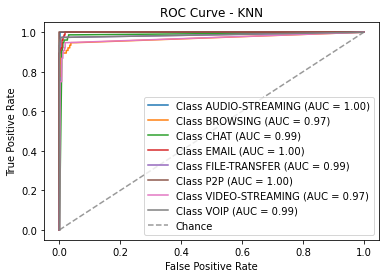 ROC Curve - KNN
True Positive Rate
1.0
0.8
0.6
0.4
0.2
0.0
Class AUDIO-STREAMING (AUC = 1.00)
Class BROWSING (AUC = 0.97)
Class CHAT (AUC = 0.99)
Class EMAIL (AUC = 1.00)
Class FILE-TRANSFER (AUC = 0.99)
Class P2P (AUC = 1.00)
Class VIDEO-STREAMING (AUC = 0.97)
Class VOIP (AUC = 0.99)
Chance
0.0 0.2 0.4 0.6 0.8 1.0
False Positive Rate